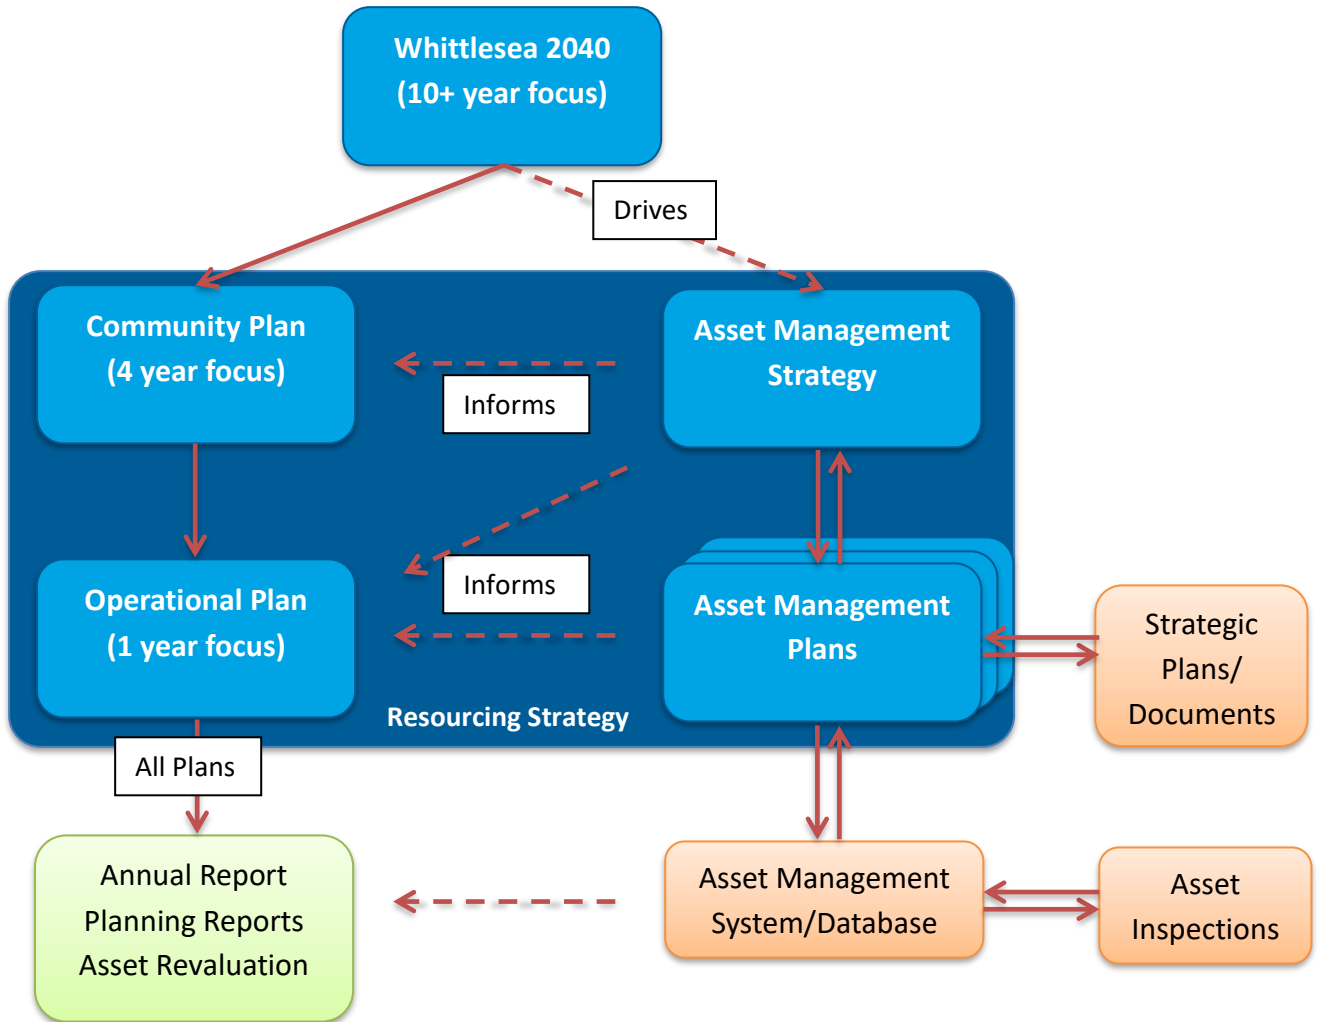 Whittlesea 2040
(10+ year focus)
Drives
Community Plan
(4 year focus)
Asset Management
Strategy
Informs
Operational Plan
(1 year focus)
Informs
Asset Management
Plans
Strategic
Plans/
Documents
Resourcing Strategy
All Plans
Annual Report
Planning Reports
Asset Revaluation
Asset Management
System/Database
Asset
Inspections